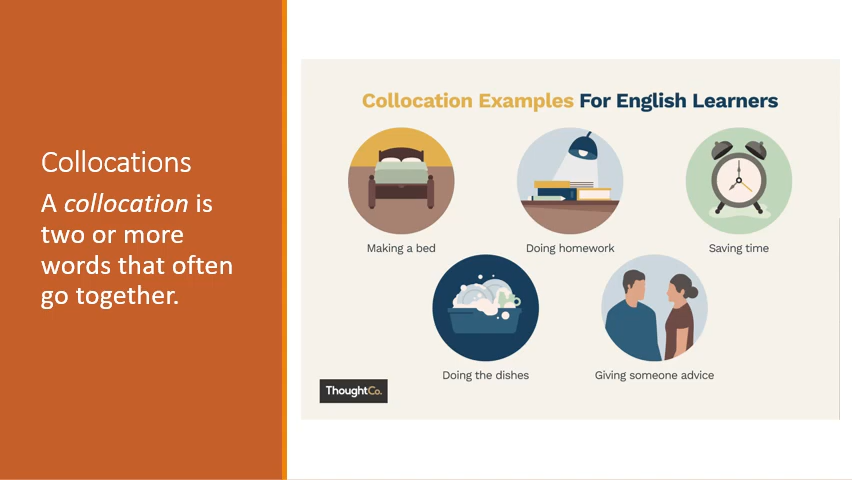 Collocations
A collocation is
two or more
words that often
go together.
Collocation Examples For English Learners
Making a bed
Doing homework
Saving time
Doing the dishes
Giving someone advice
ThoughtCo.